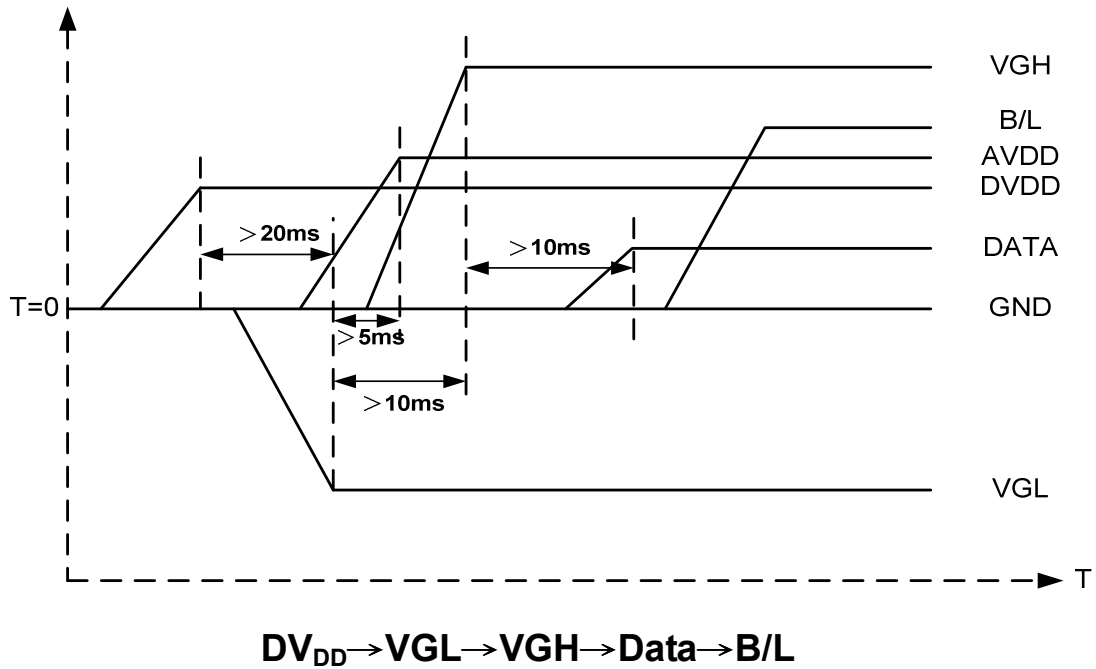 VGH
B/L
AVDD
DVDD
>20ms
>10ms
DATA
T=0
GND
>5ms
>10ms
VGL
T
DVDD→VGL→VGH→Data→B/L